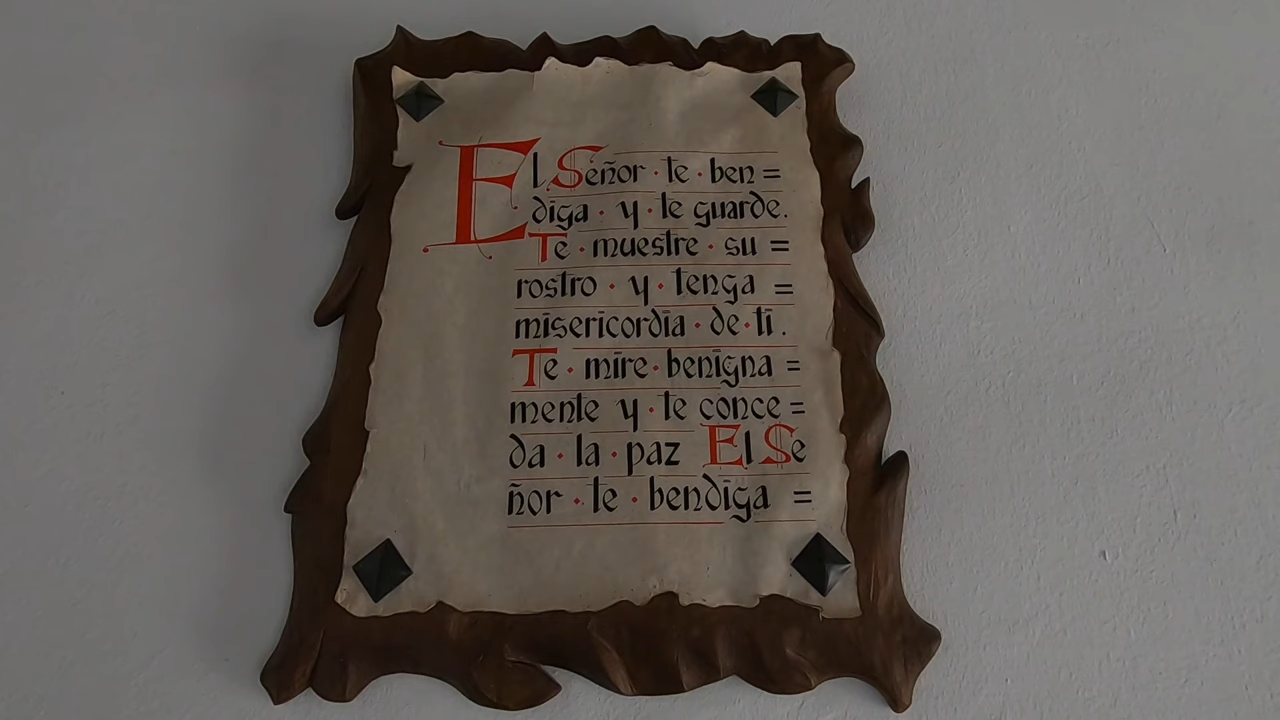 El Señor · te · ben =
diga · y · te guarde.
Te · muestre · su =
rostro · y · tenga =
misericordia · de · ti .
Te · mire · benigna =
mente y · te conce =
da · la · paz El Se
ñor · te · bendiga =